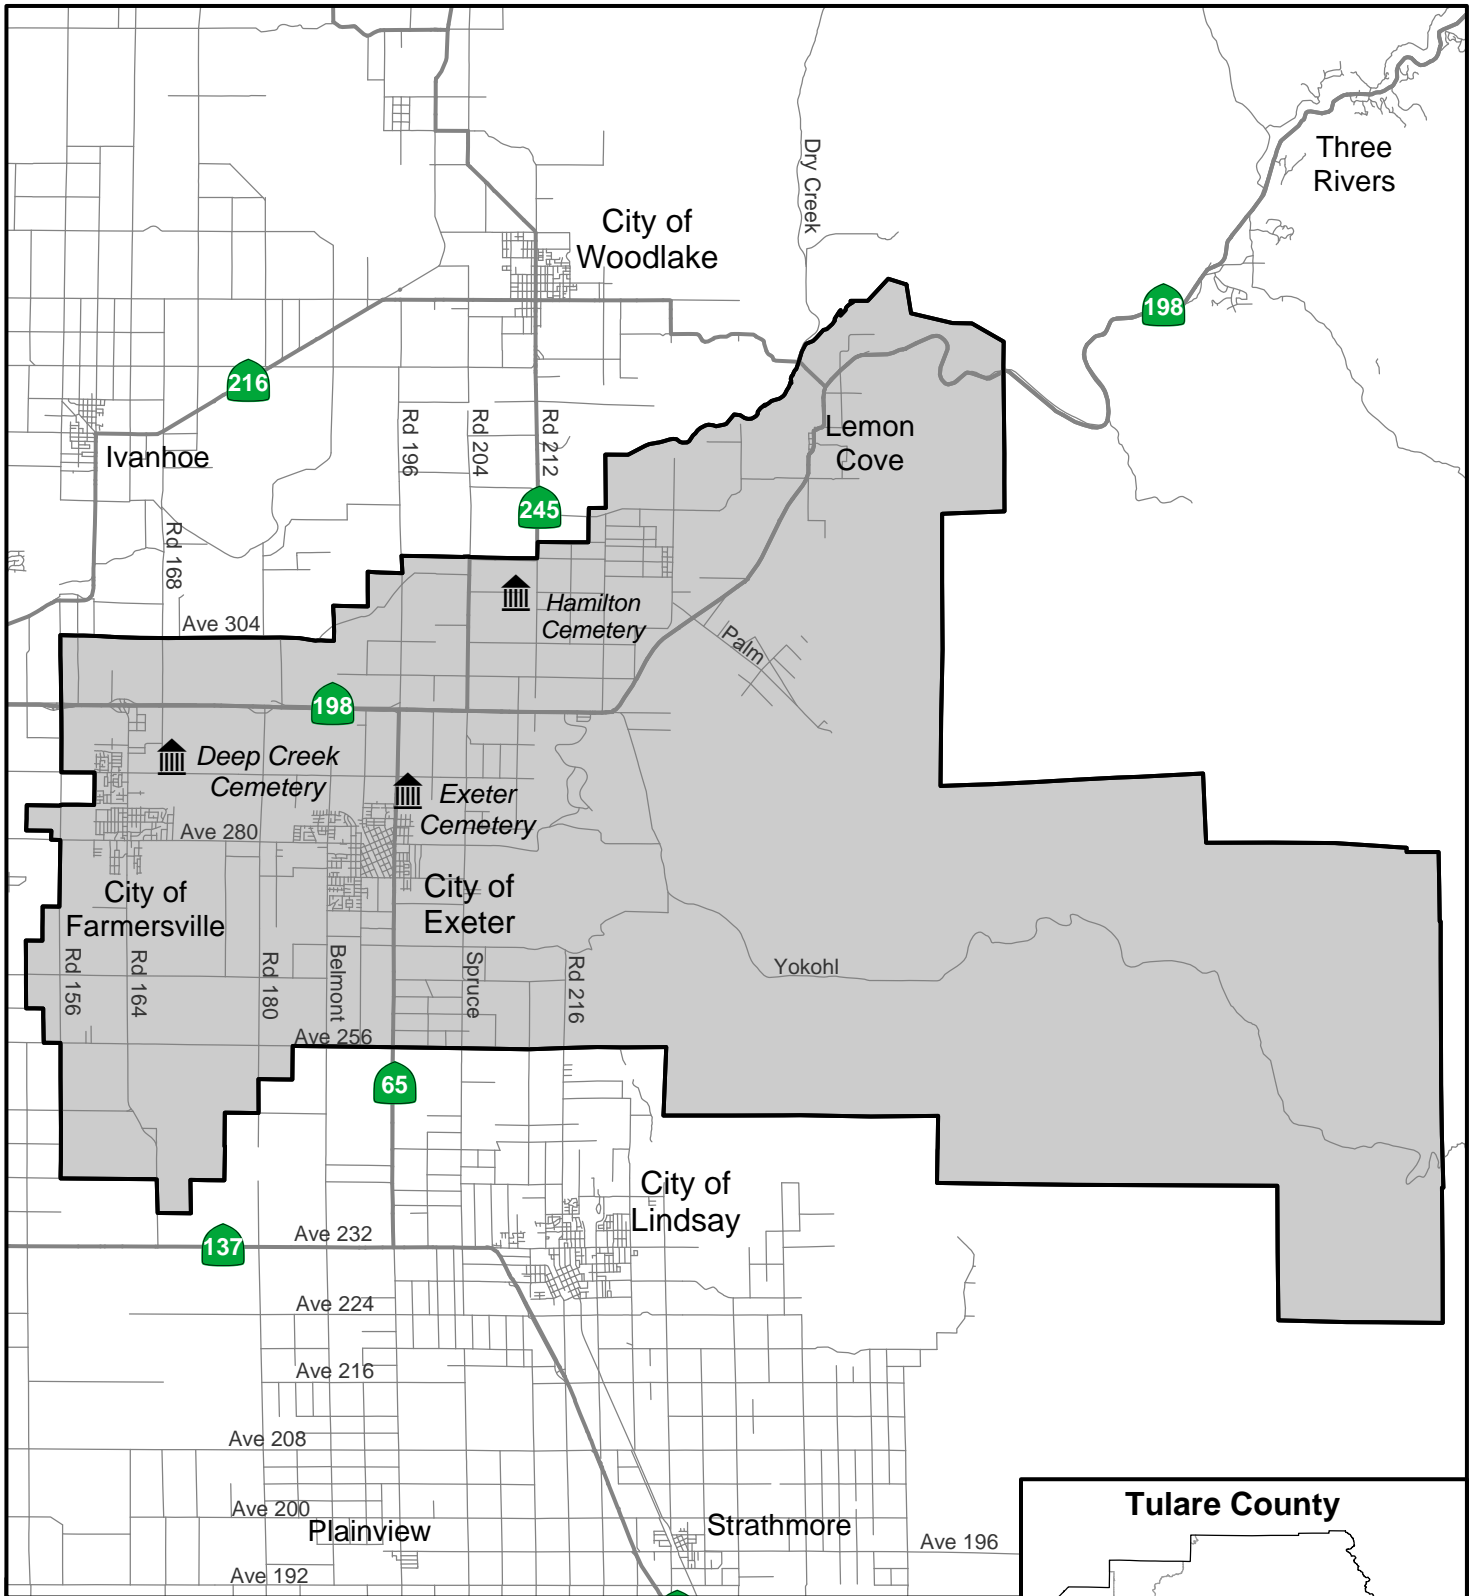 Three
Rivers
Dry Creek
City of
Woodlake
198
216
Rd 196
Rd 204
Rd 212
Lemon
Cove
Ivanhoe
245
Rd 168
Hamilton
Cemetery
Ave 304
Palm
198
Deep Creek
Cemetery
Exeter
Cemetery
Ave 280
City of
Farmersville
City of
Exeter
Rd 156
Rd 164
Rd 180
Belmont
Spruce
Rd 216
Yokohl
Ave 256
65
City of
Lindsay
137
Ave 232
Ave 224
Ave 216
Ave 208
Ave 200
Plainview
Strathmore
Ave 196
Ave 192
Tulare County